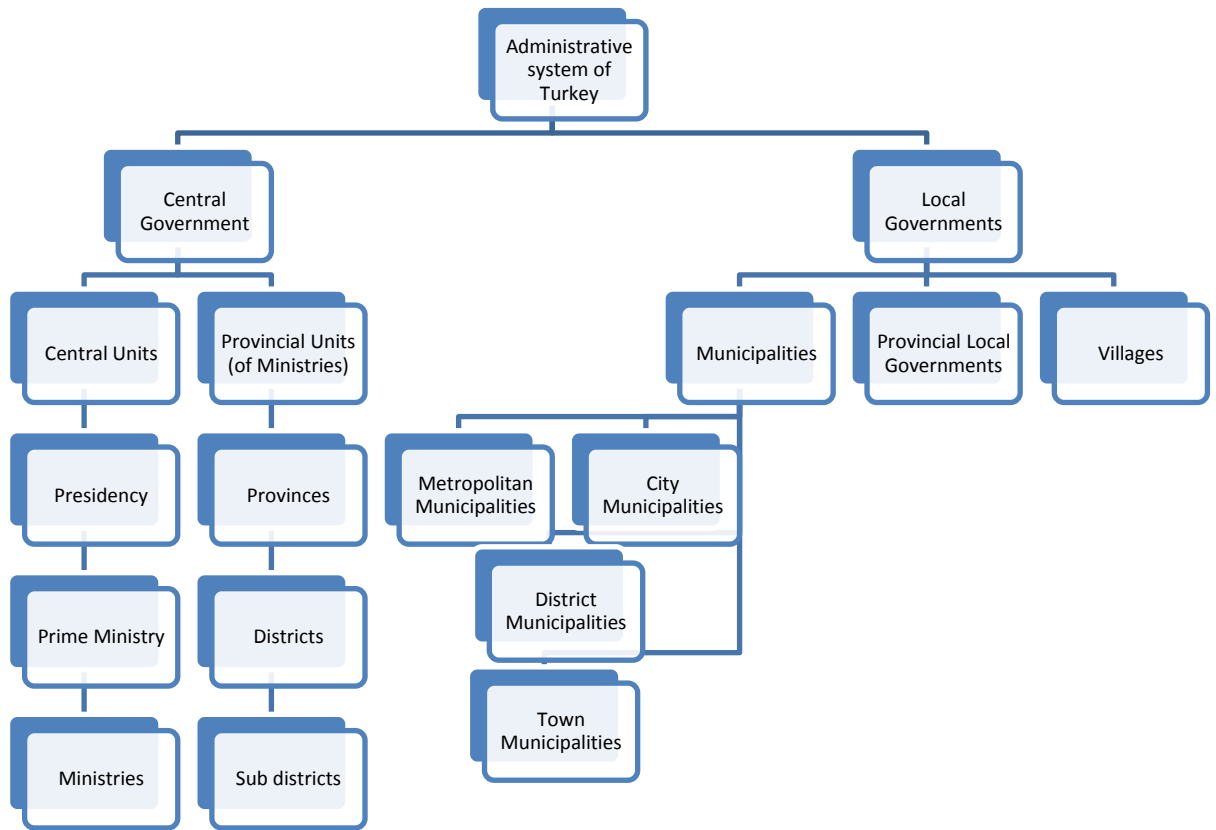 Administrative
system of
Turkey
Central
Government
Local
Governments
Central Units
Provincial Units
(of Ministries)
Municipalities
Provincial Local
Governments
Villages
Presidency
Provinces
Metropolitan
Municipalities
City
Municipalities
Prime Ministry
Districts
District
Municipalities
Ministries
Sub districts
Town
Municipalities